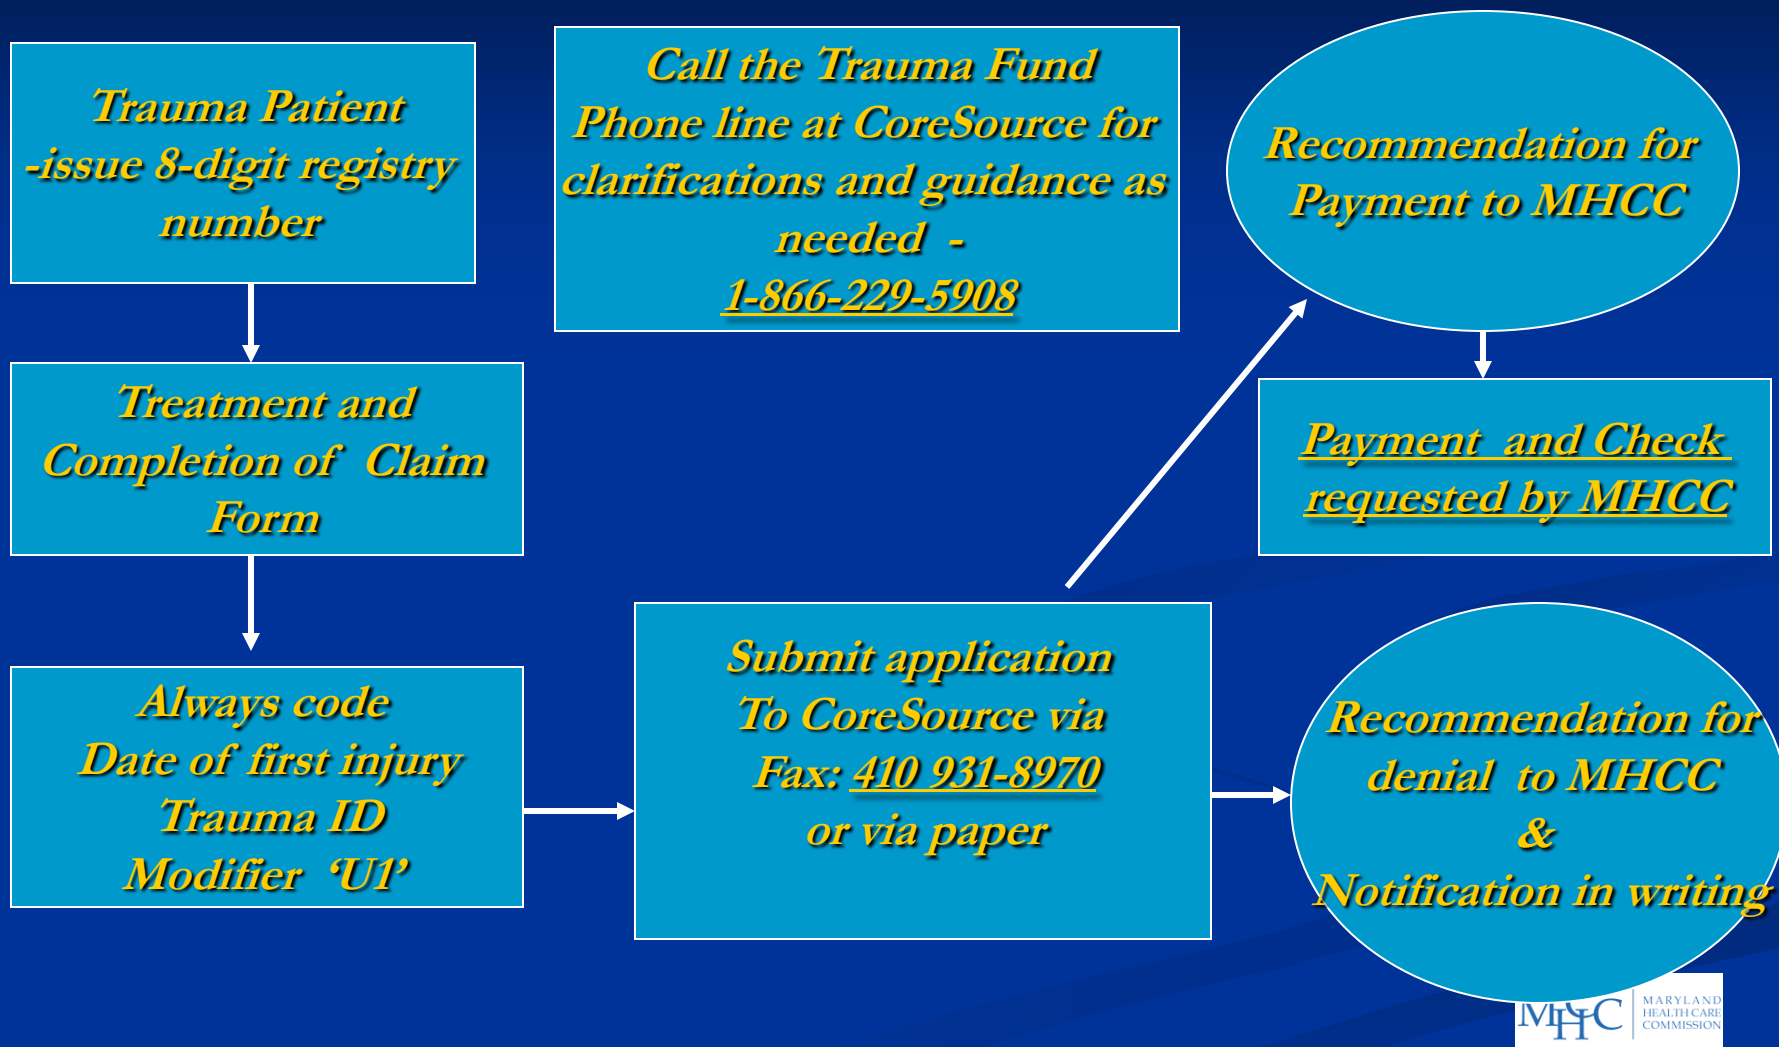 Trauma Patient
-issue 8-digit registry
number
Treatment and
Completion of Claim
Form
Always code
Date of first injury
Trauma ID
Modifier ‘U1’
Call the Trauma Fund
Phone line at CoreSource for
clarifications and guidance as
needed -
1-866-229-5908
Submit application
To CoreSource via
Fax: 410 931-8970
or via paper
Recommendation for
Payment to MHCC
Payment and Check
requested by MHCC
Recommendation for
denial to MHCC
&
Notification in writing
MHCC
MARYLAND
HEALTH CARE
COMMISSION